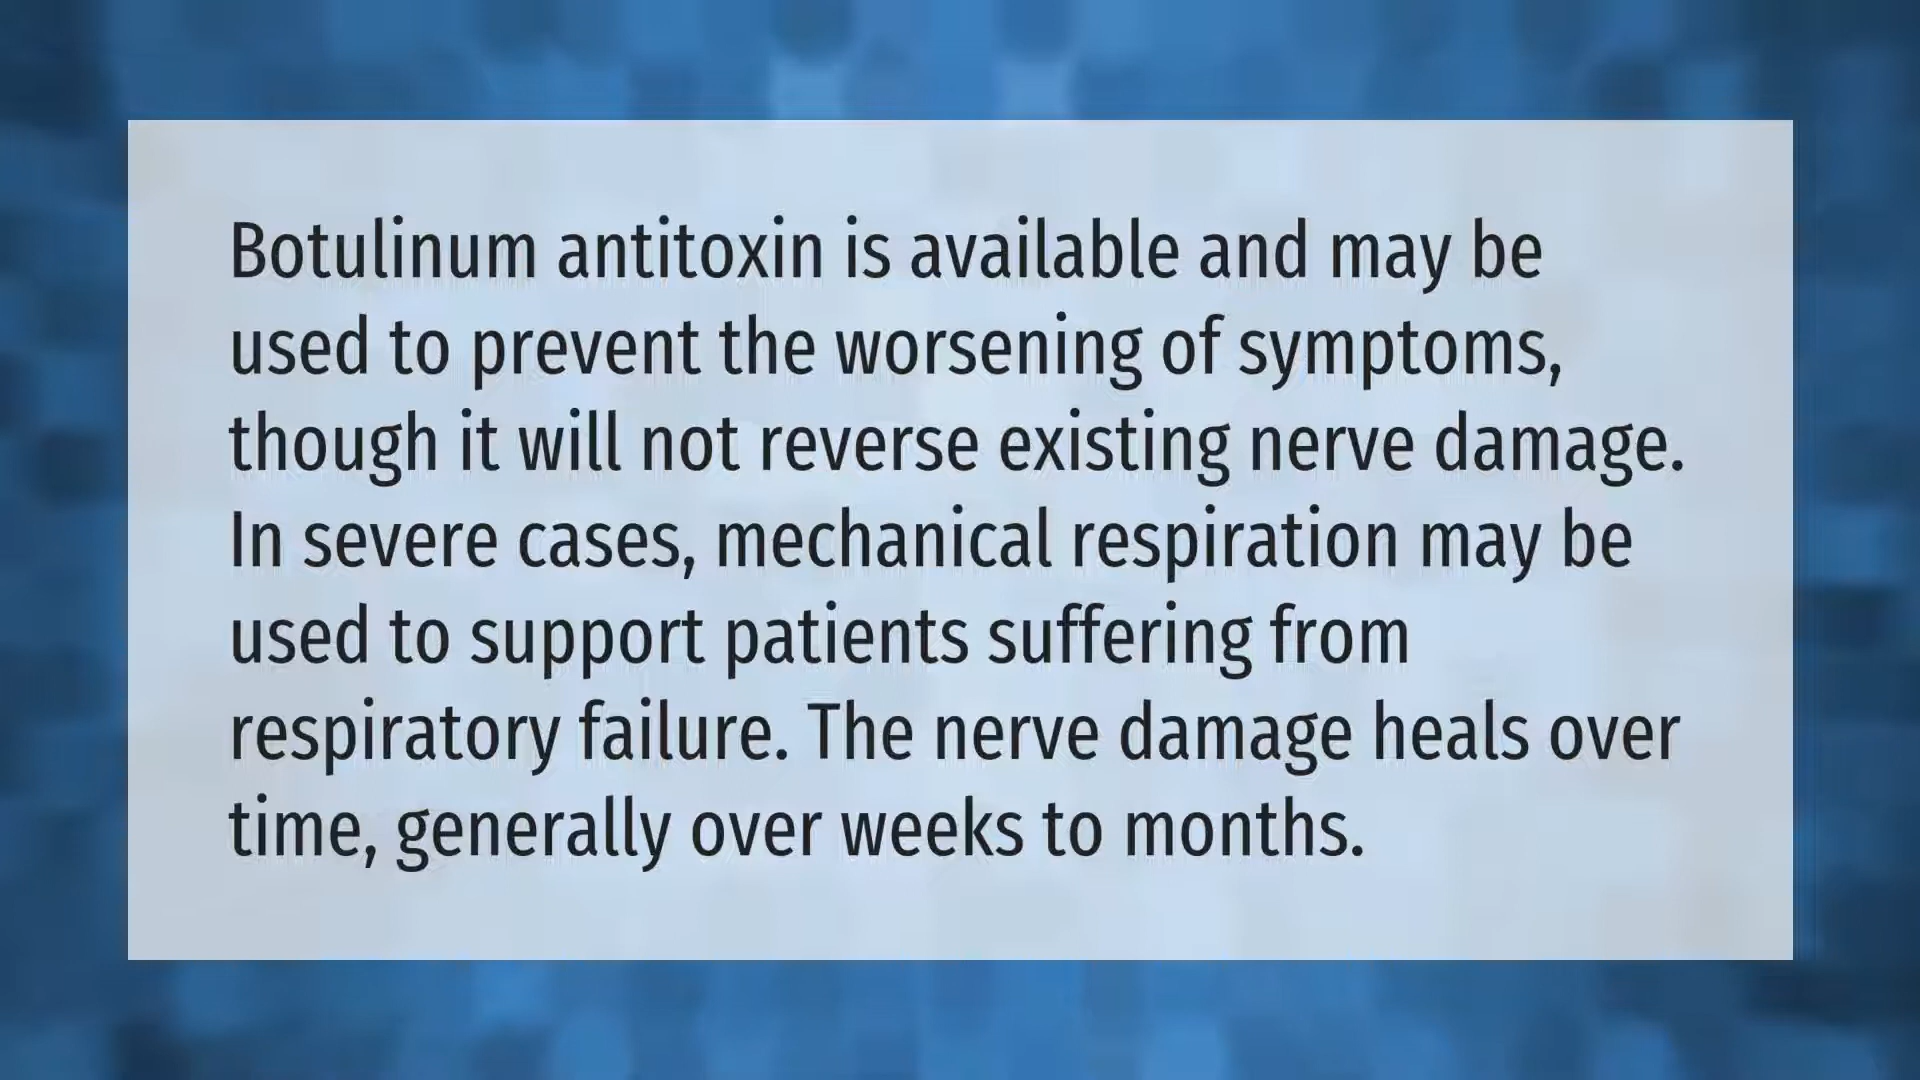 Botulinum antitoxin is available and may be
used to prevent the worsening of symptoms,
though it will not reverse existing nerve damage.
In severe cases, mechanical respiration may be
used to support patients suffering from
respiratory failure. The nerve damage heals over
time, generally over weeks to months.